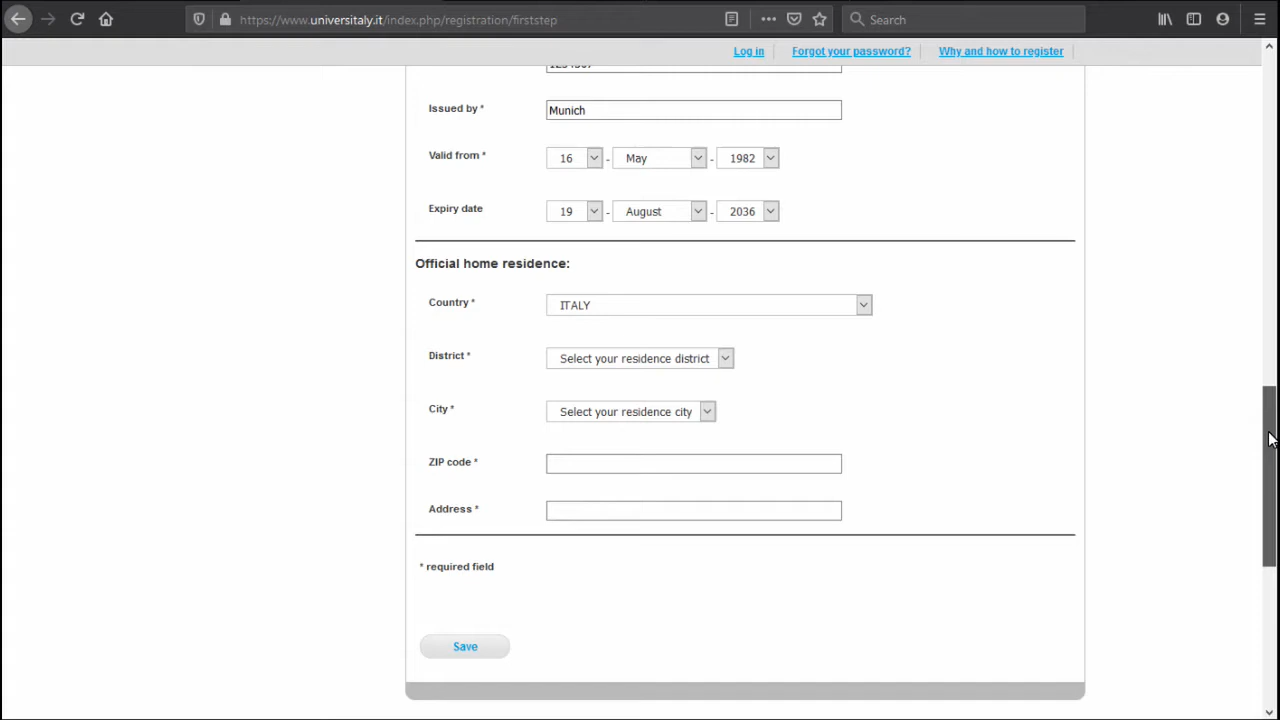 https://www.universitaly.it/index.php/registration/firststep
Search
Log in
Forgot your password?
Why and how to register
Issued by *
Munich
Valid from *
16 - May - 1982
Expiry date
19 - August - 2036
Official home residence:
Country *
ITALY
District *
Select your residence district
City *
Select your residence city
ZIP code *
Address *
* required field
Save